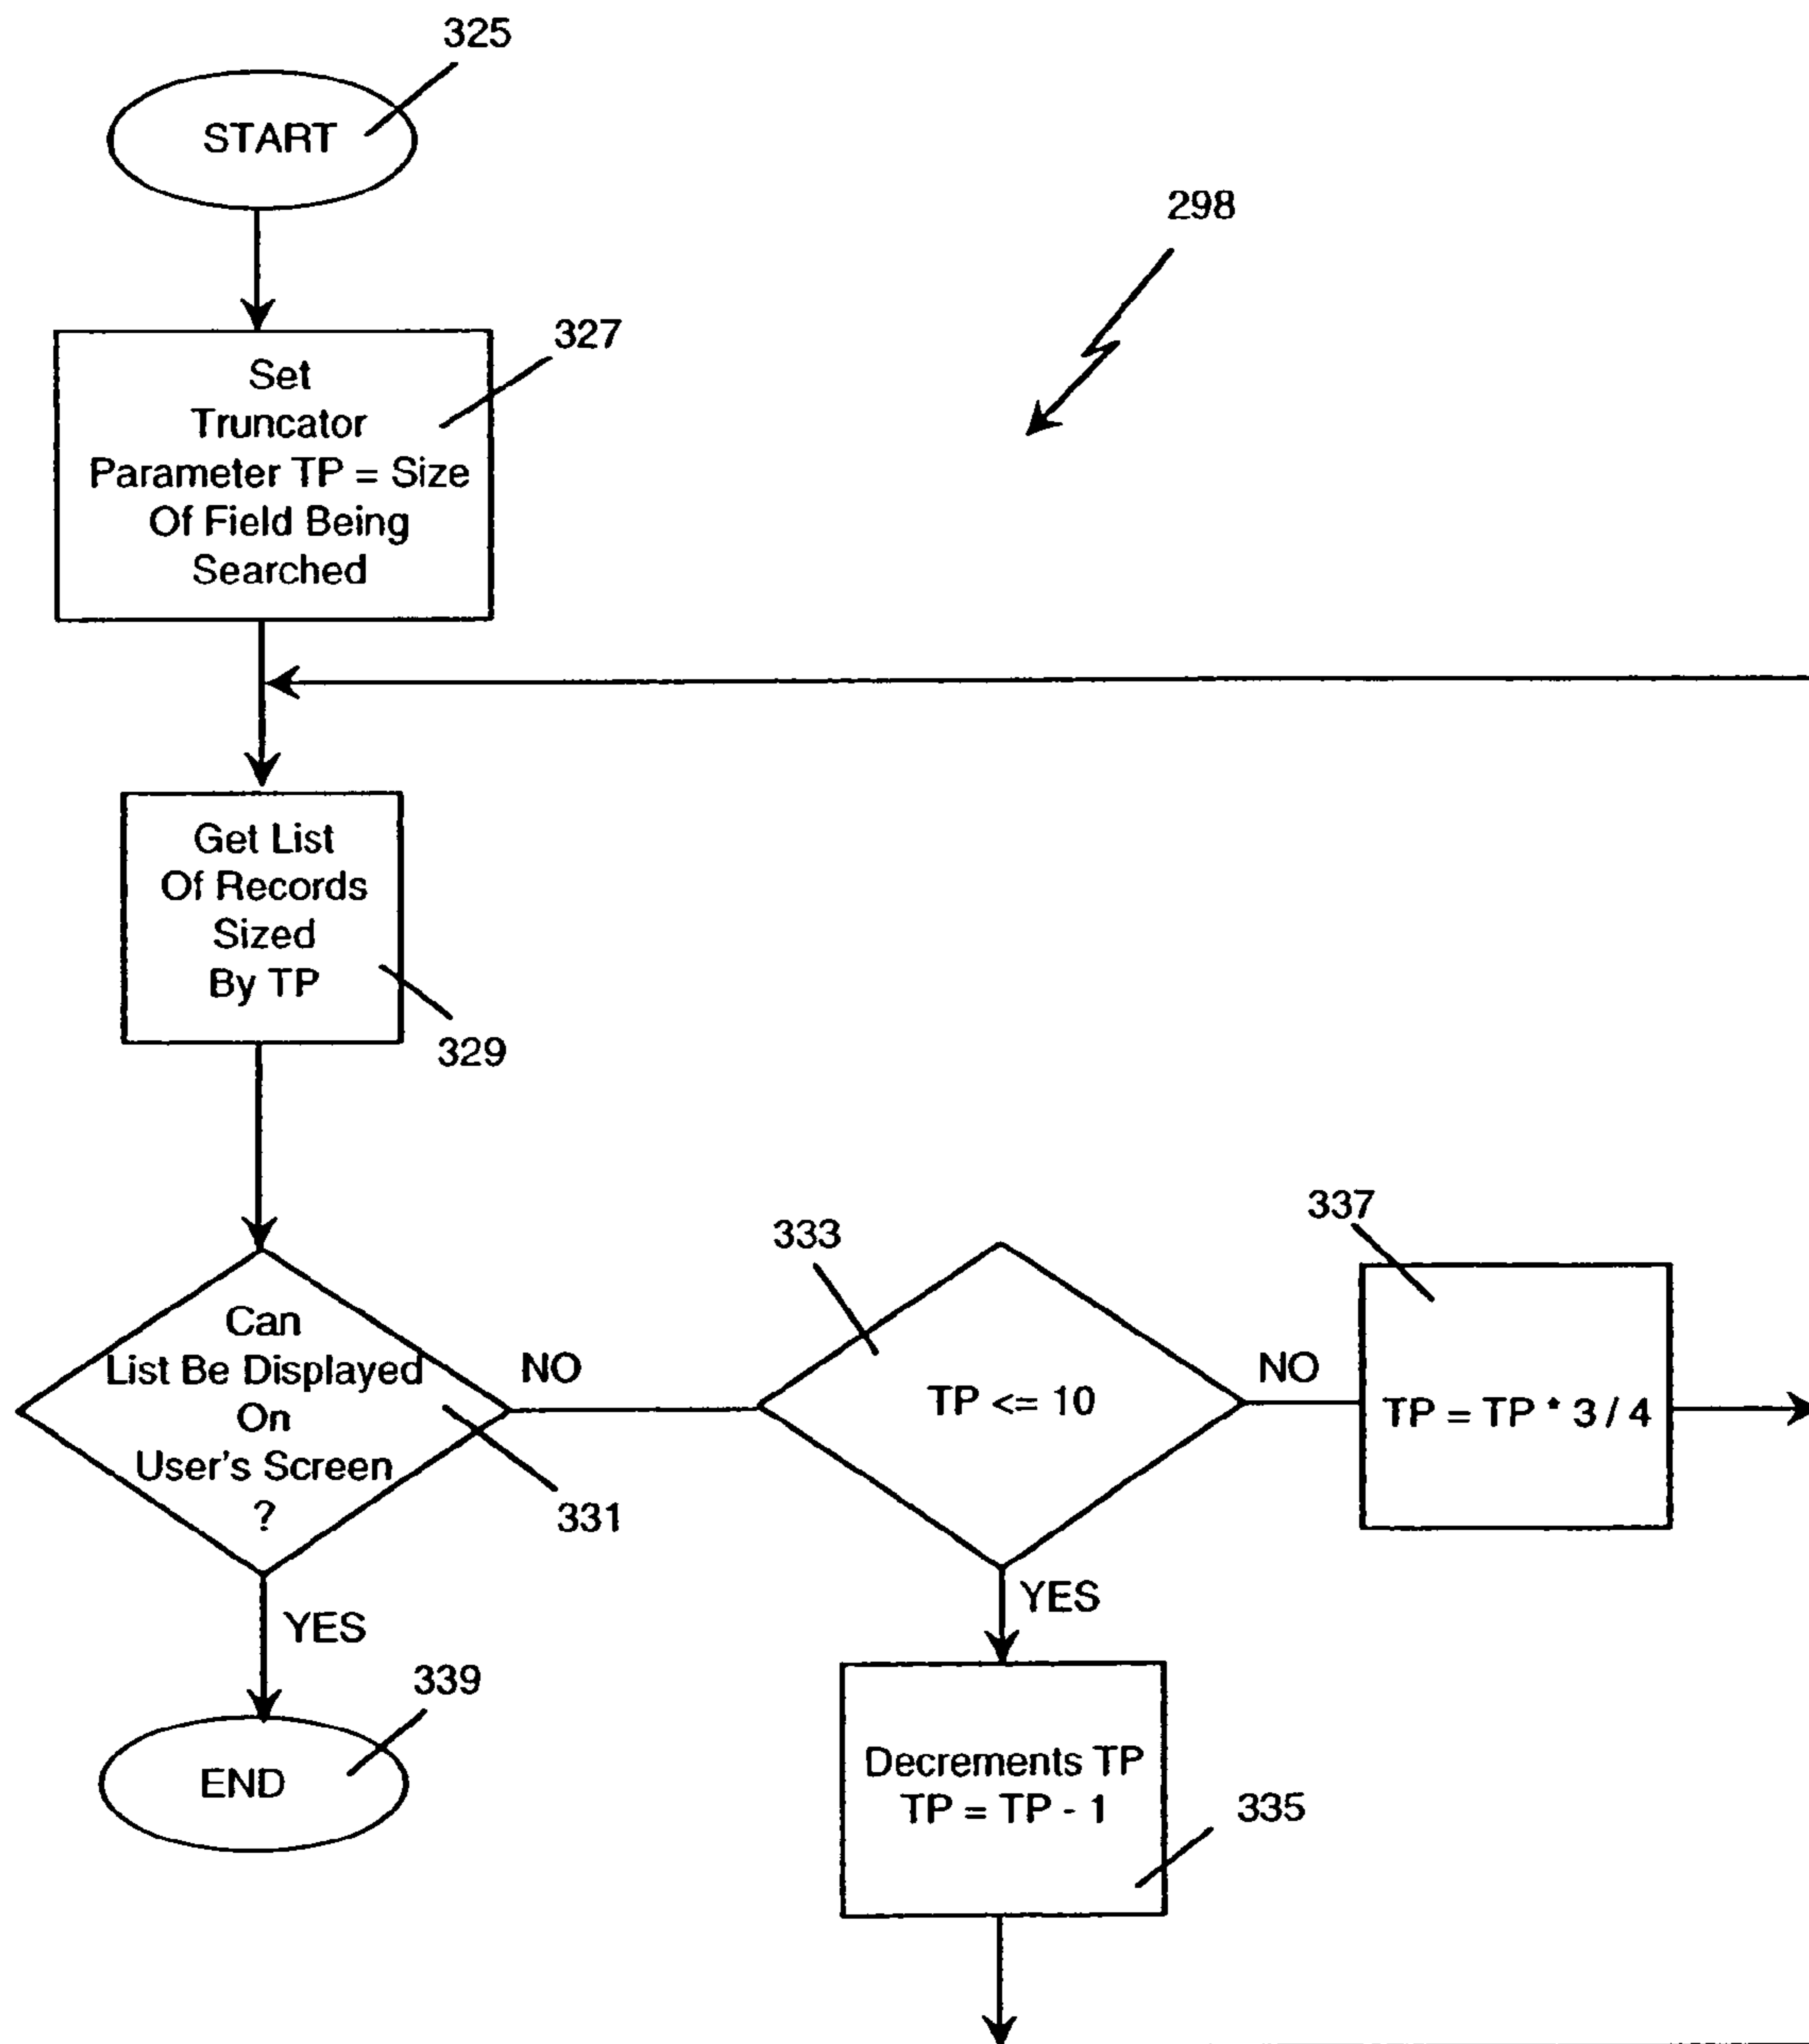 325
START
298
327
Set
Truncator
Parameter TP = Size
Of Field Being
Searched
Get List
Of Records
Sized
By TP
329
Can
List Be Displayed
On
User's Screen
?
331
NO
333
TP <= 10
NO
337
TP = TP * 3 / 4
YES
339
END
YES
Decrements TP
TP = TP - 1
335